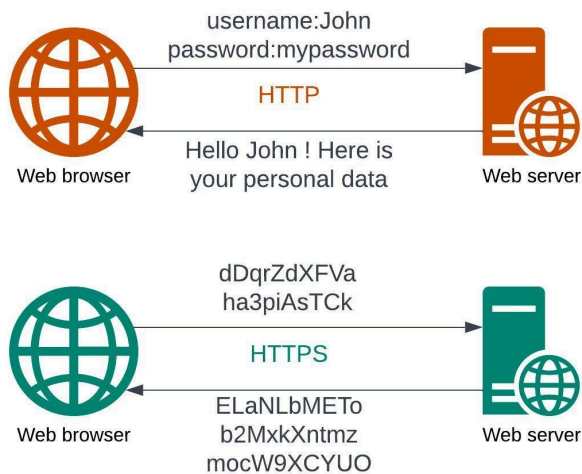 username:John
password:mypassword
HTTP
Hello John ! Here is
your personal data
Web browser
Web server
dDqrZdXFVa
ha3piAsTCk
HTTPS
ELaNLbMETo
b2MxkXntmz
mocW9XCYUO
Web browser
Web server